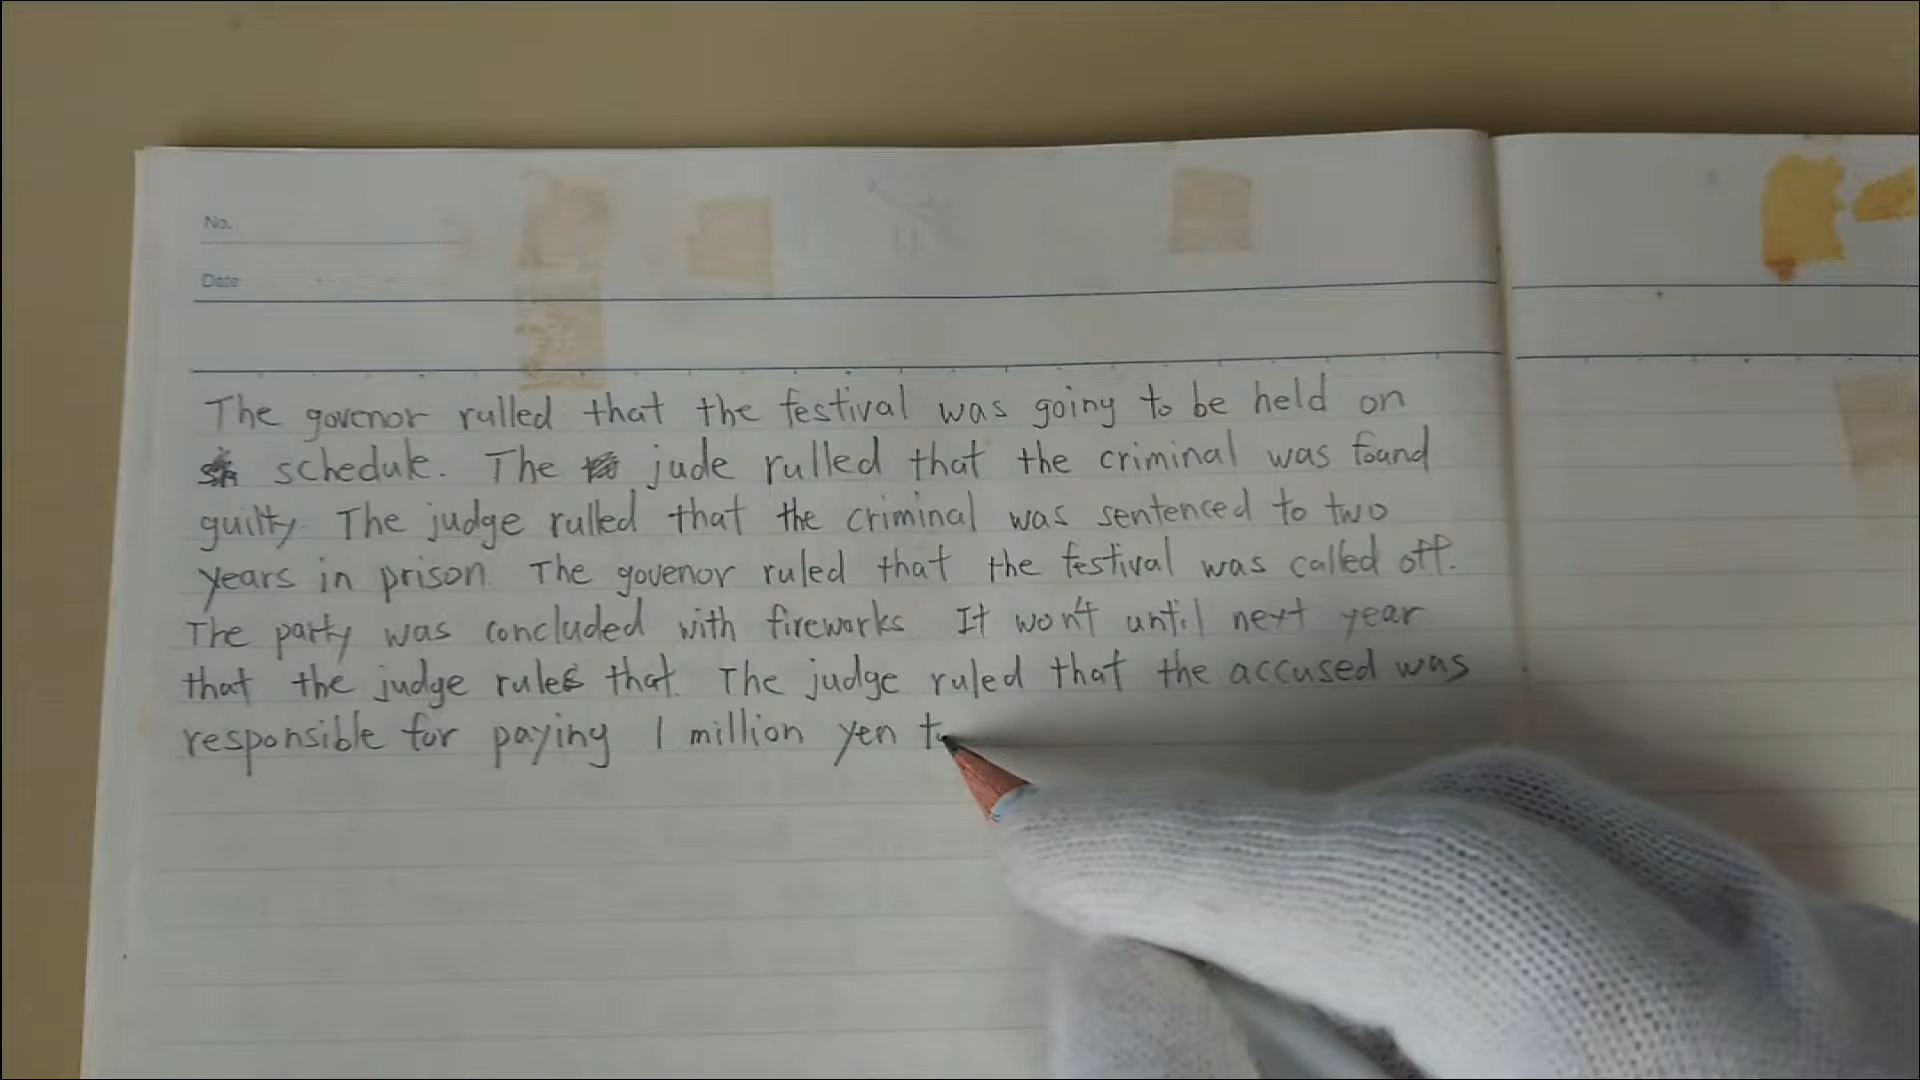 No.
Date
The govenor rulled that the festival was going to be held on
schedule. The jude rulled that the criminal was found
guilty. The judge rulled that the criminal was sentenced to two
years in prison. The govenor ruled that the festival was called off.
The party was concluded with fireworks. It won't until next year
that the judge rules that. The judge ruled that the accused was
responsible for paying 1 million yen to